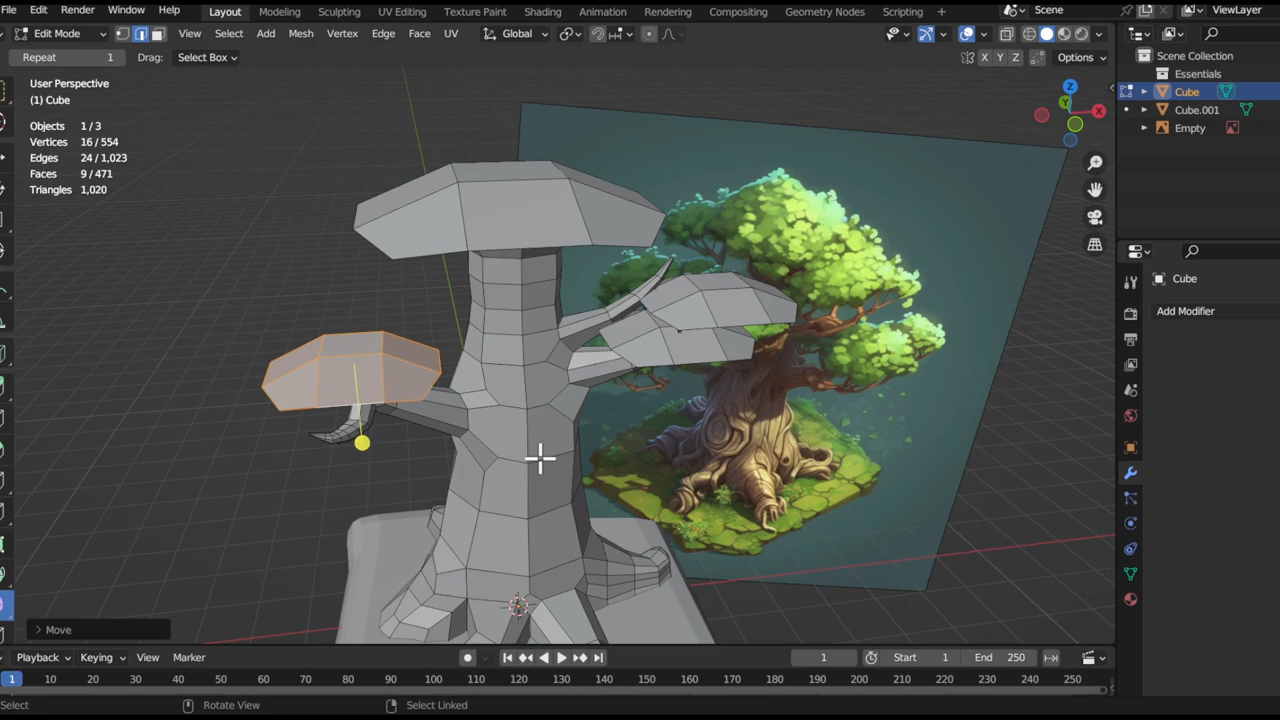 File Edit Render Window Help Layout Modeling Sculpting UV Editing Texture Paint Shading Animation Rendering Compositing Geometry Nodes Scripting + Scene ViewLayer
Edit Mode View Select Add Mesh Vertex Edge Face UV Global
Repeat 1 Drag: Select Box X Y Z Options
User Perspective
(1) Cube
Objects 1 / 3
Vertices 16 / 554
Edges 24 / 1,023
Faces 9 / 471
Triangles 1,020
Z
Y
X
Scene Collection
Essentials
Cube
Cube.001
Empty
Cube
Add Modifier
Move
Playback Keying View Marker 1 Start 1 End 250
1 10 20 30 40 50 60 70 80 90 100 110 120 130 140 150 160 170 180 190 200 210 220 230 240 250
Select Rotate View Select Linked